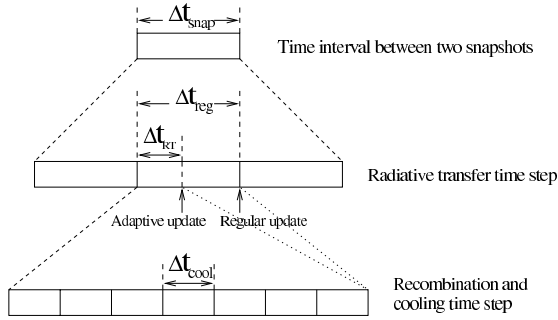 Δt_snap
Time interval between two snapshots
Δt_reg
Δt_RT
Radiative transfer time step
Adaptive update
Regular update
Δt_cool
Recombination and
cooling time step